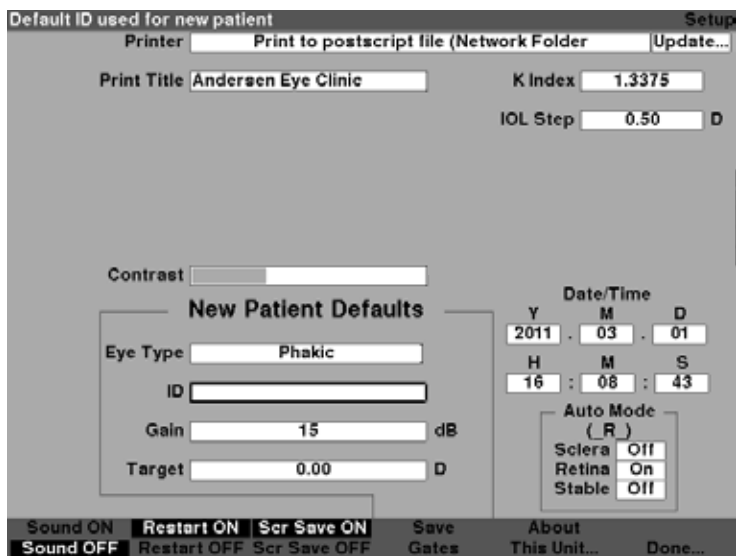 Default ID used for new patient Setup
Printer Print to postscript file (Network Folder Update...
Print Title Andersen Eye Clinic K Index 1.3375
IOL Step 0.50 D
Contrast
New Patient Defaults
Date/Time
Y M D
2011 . 03 . 01
Eye Type Phakic
H M S
16 : 08 : 43
ID
Auto Mode
(_R_)
Gain 15 dB
Sclera Off
Retina On
Target 0.00 D
Stable Off
Sound ON Restart ON Scr Save ON Save About
Sound OFF Restart OFF Scr Save OFF Gates This Unit... Done...